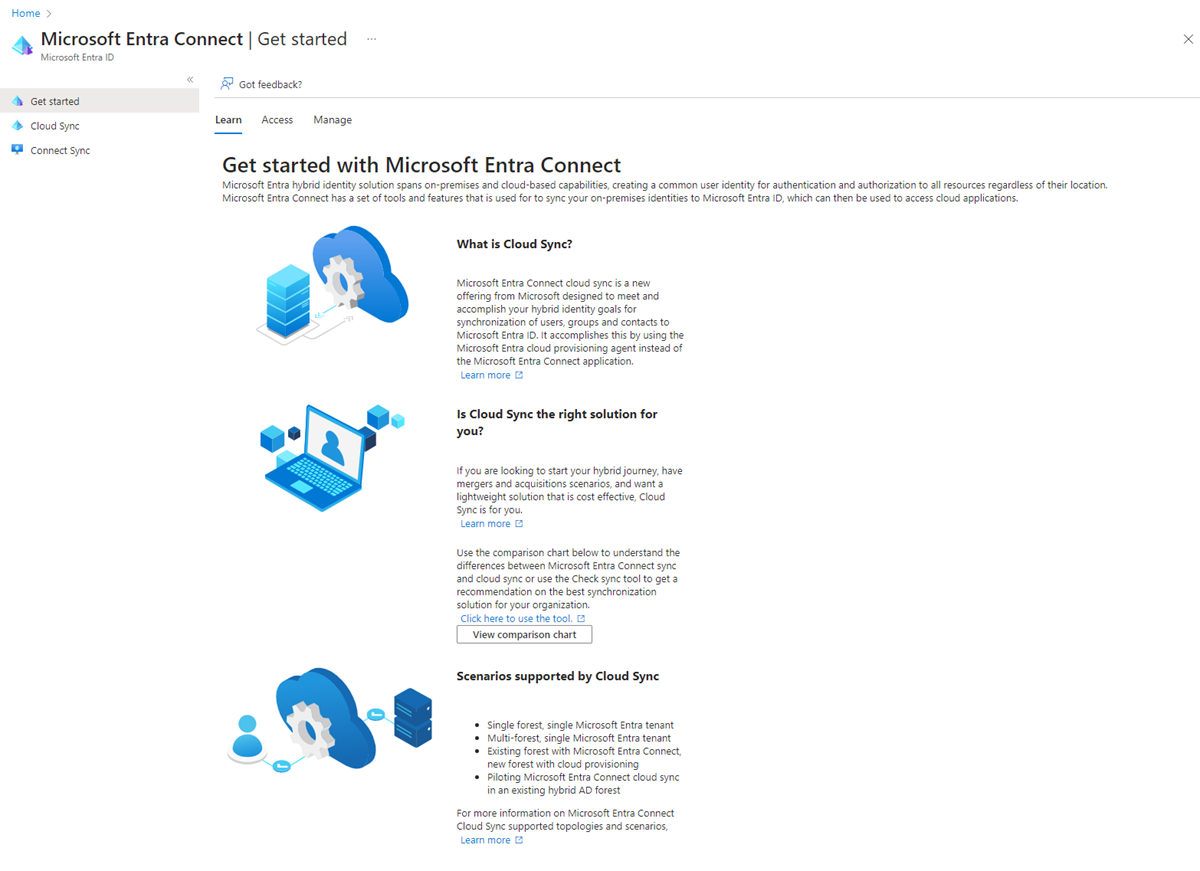 Home
Microsoft Entra Connect | Get started ...
Microsoft Entra ID
«
Got feedback?
Get started
Cloud Sync
Connect Sync
Learn Access Manage
Get started with Microsoft Entra Connect
Microsoft Entra hybrid identity solution spans on-premises and cloud-based capabilities, creating a common user identity for authentication and authorization to all resources regardless of their location.
Microsoft Entra Connect has a set of tools and features that is used for to sync your on-premises identities to Microsoft Entra ID, which can then be used to access cloud applications.
What is Cloud Sync?
Microsoft Entra Connect cloud sync is a new
offering from Microsoft designed to meet and
accomplish your hybrid identity goals for
synchronization of users, groups and contacts to
Microsoft Entra ID. It accomplishes this by using the
Microsoft Entra cloud provisioning agent instead of
the Microsoft Entra Connect application.
Learn more
Is Cloud Sync the right solution for
you?
If you are looking to start your hybrid journey, have
mergers and acquisitions scenarios, and want a
lightweight solution that is cost effective, Cloud
Sync is for you.
Learn more
Use the comparison chart below to understand the
differences between Microsoft Entra Connect sync
and cloud sync or use the Check sync tool to get a
recommendation on the best synchronization
solution for your organization.
Click here to use the tool.
View comparison chart
Scenarios supported by Cloud Sync
• Single forest, single Microsoft Entra tenant
• Multi-forest, single Microsoft Entra tenant
• Existing forest with Microsoft Entra Connect,
new forest with cloud provisioning
• Piloting Microsoft Entra Connect cloud sync
in an existing hybrid AD forest
For more information on Microsoft Entra Connect
Cloud Sync supported topologies and scenarios,
Learn more